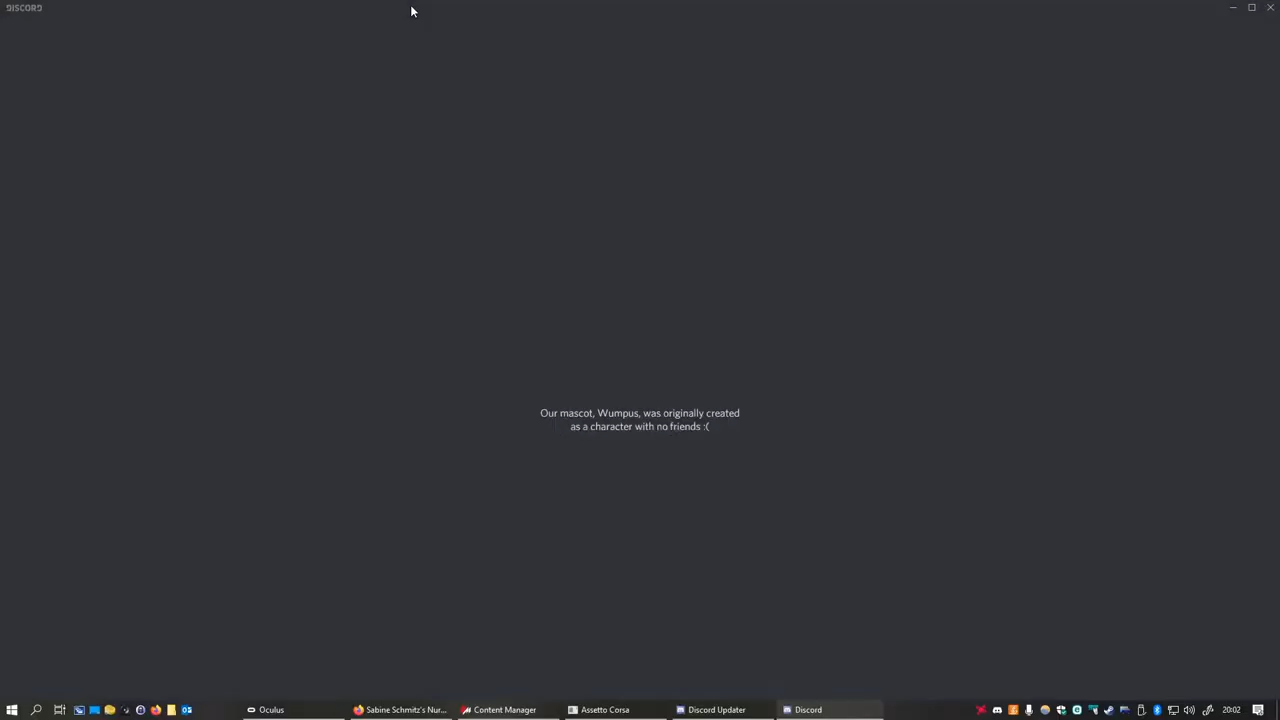 DISCORD
Our mascot, Wumpus, was originally created
as a character with no friends :(
Oculus
Sabine Schmitz's Nur...
Content Manager
Assetto Corsa
Discord Updater
Discord
20:02